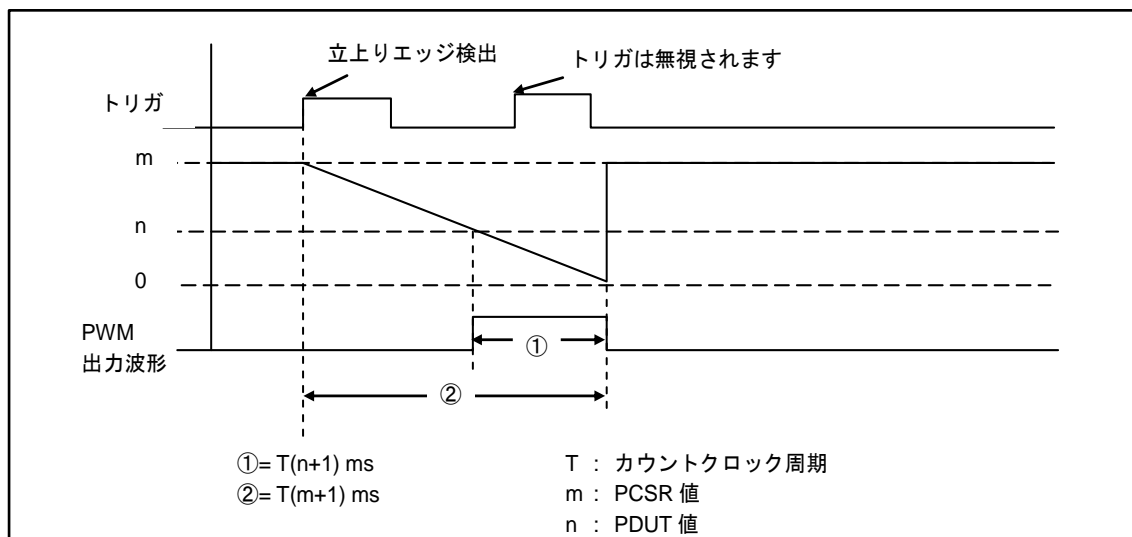 立上りエッジ検出
トリガは無視されます
トリガ
m
n
0
PWM
出力波形
①
②
①= T(n+1) ms
②= T(m+1) ms
T : カウントクロック周期
m : PCSR 値
n : PDUT 値